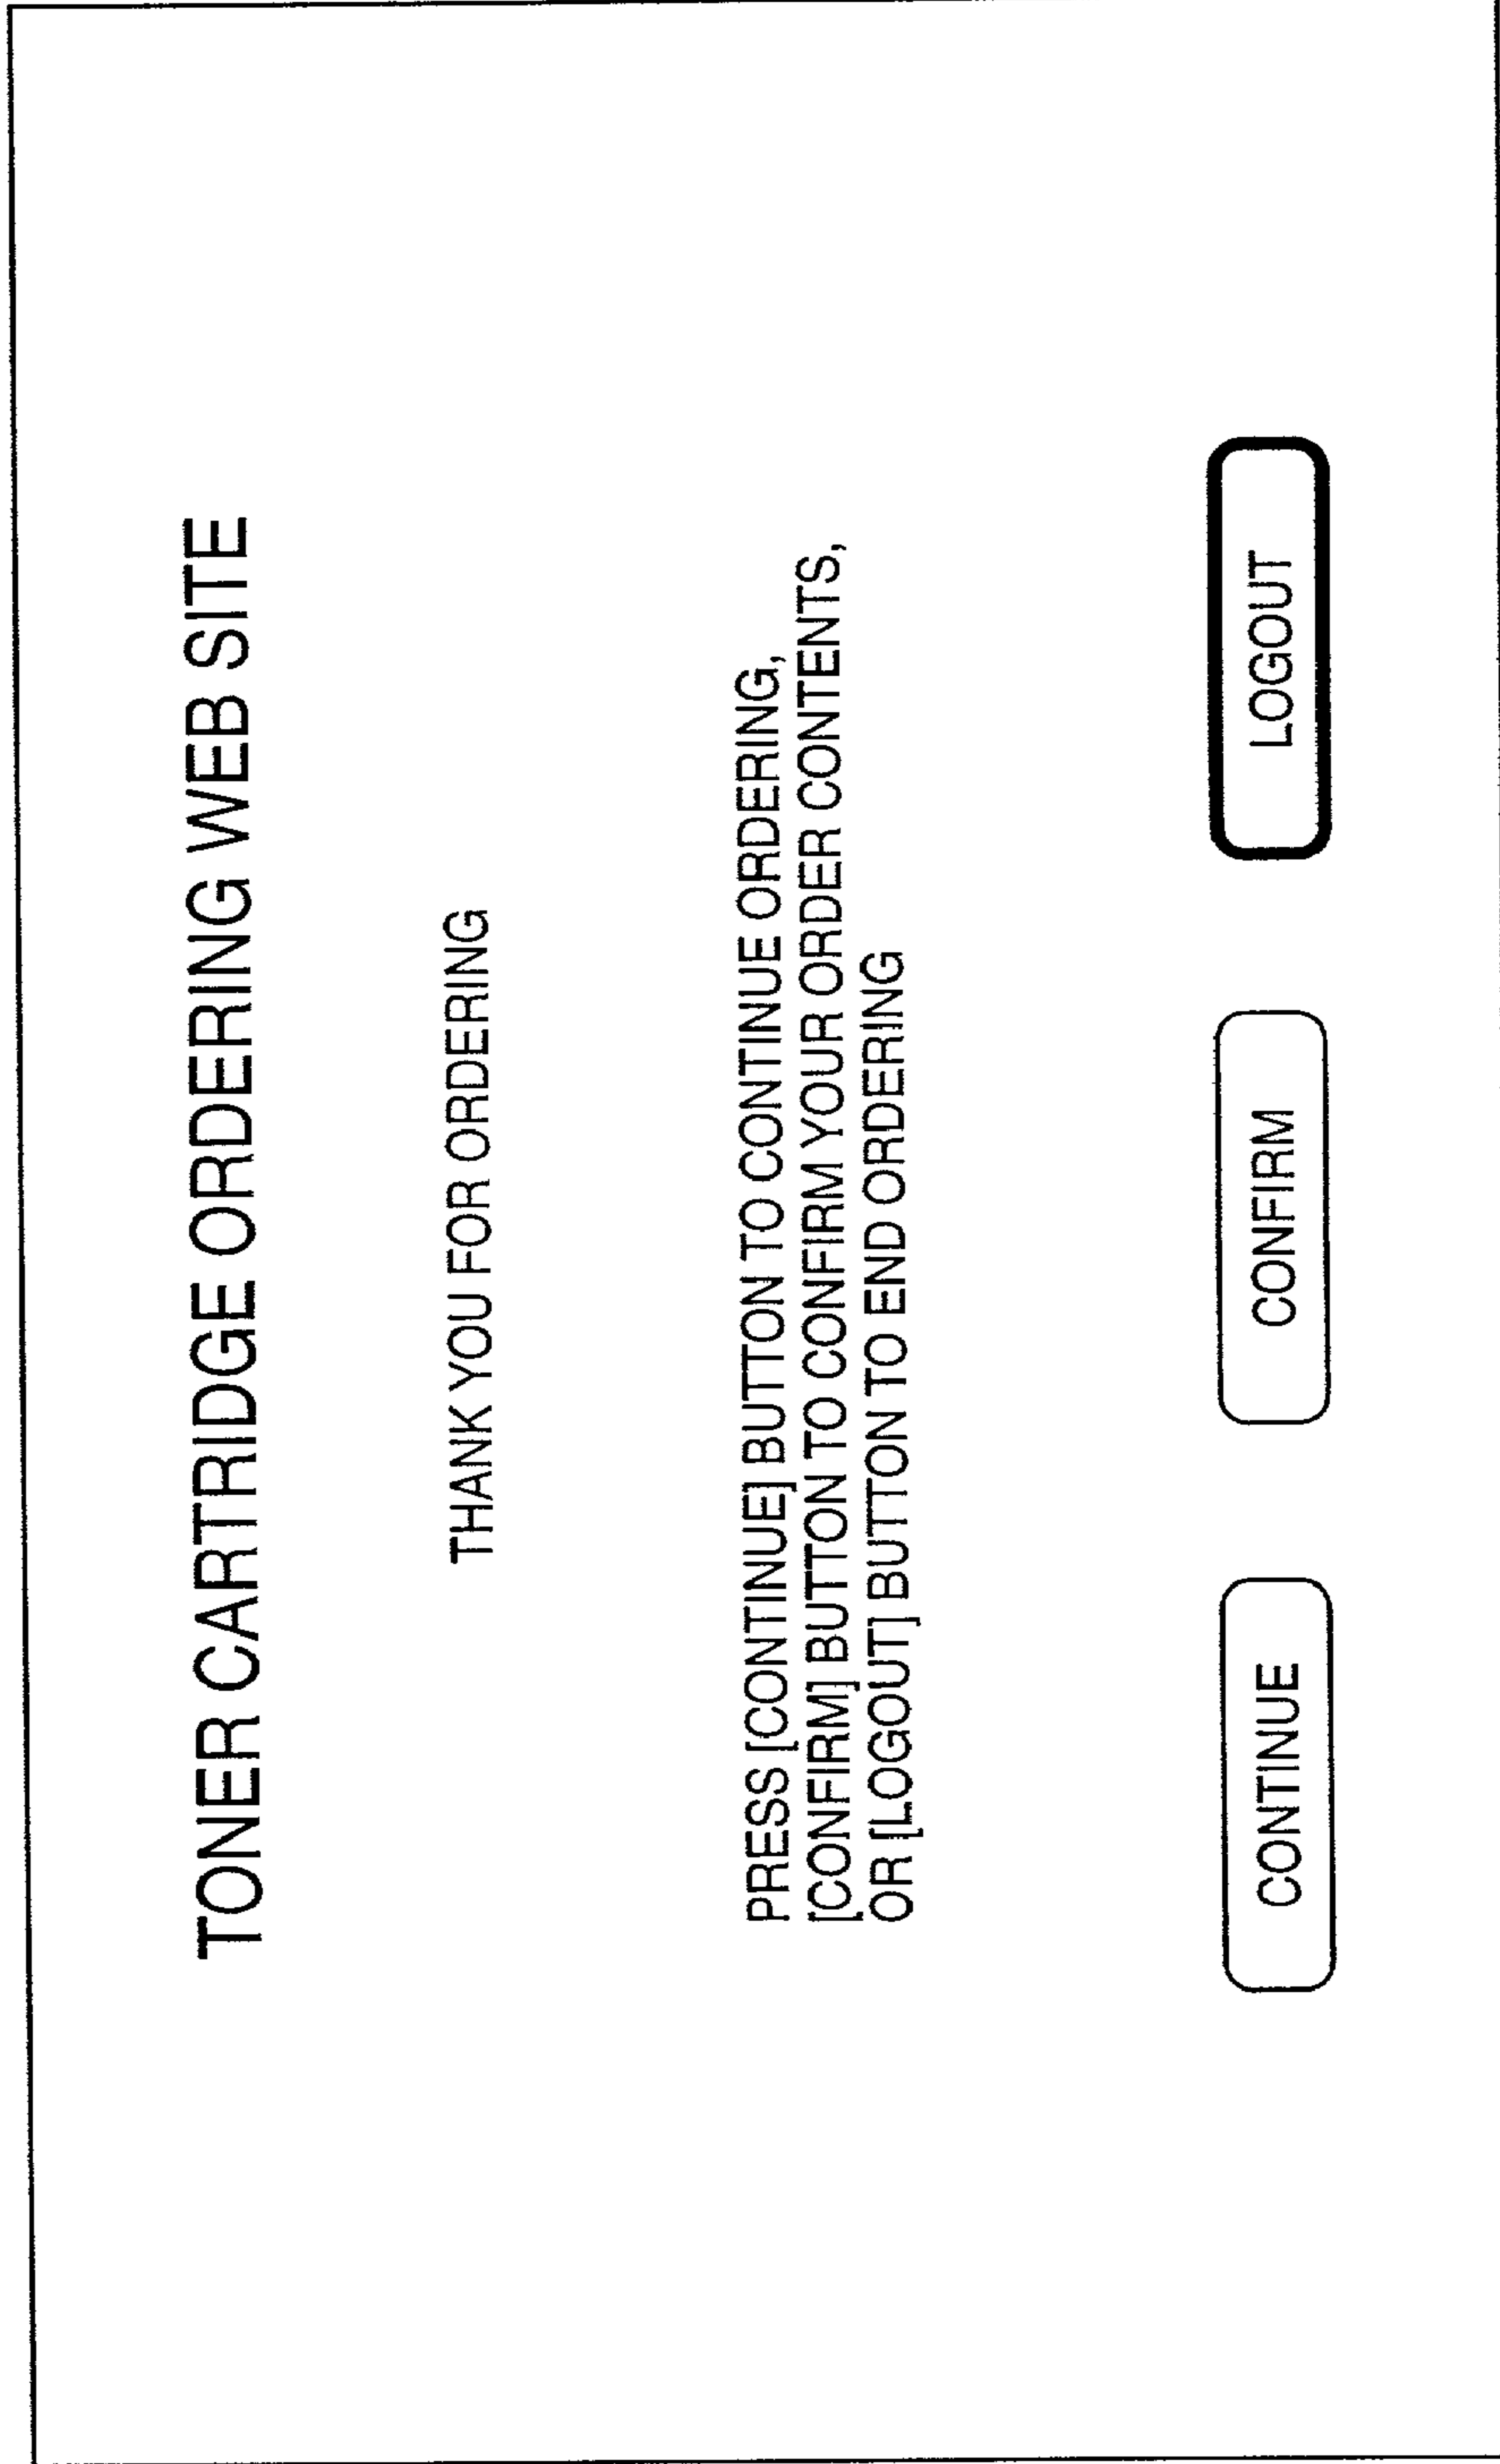 TONER CARTRIDGE ORDERING WEB SITE
THANK YOU FOR ORDERING
PRESS [CONTINUE] BUTTON TO CONTINUE ORDERING,
[CONFIRM] BUTTON TO CONFIRM YOUR ORDER CONTENTS,
OR [LOGOUT] BUTTON TO END ORDERING
CONTINUE
CONFIRM
LOGOUT